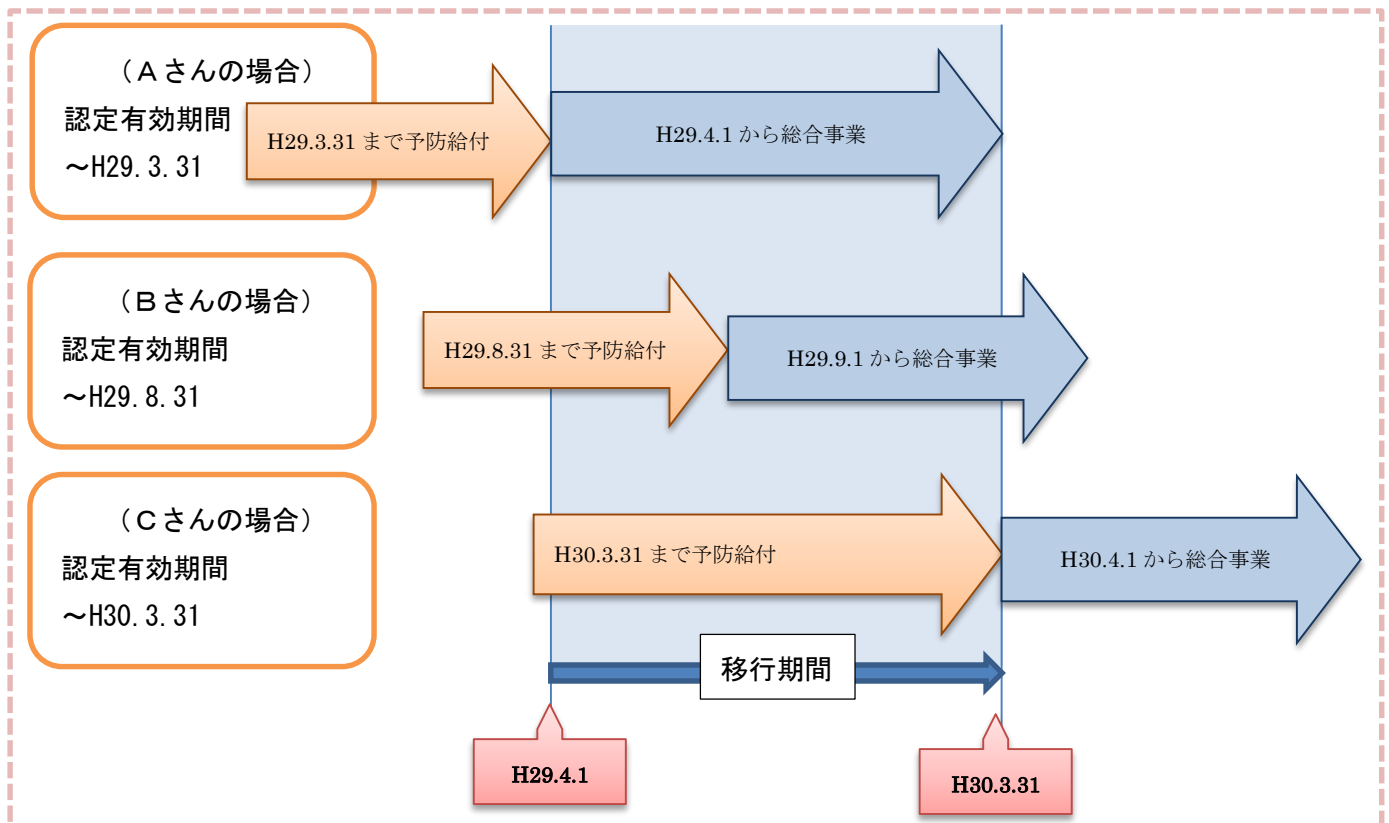 （Ａさんの場合）
認定有効期間
～H29.3.31
H29.3.31 まで予防給付
H29.4.1 から総合事業
（Ｂさんの場合）
認定有効期間
～H29.8.31
H29.8.31 まで予防給付
H29.9.1 から総合事業
（Ｃさんの場合）
認定有効期間
～H30.3.31
H30.3.31 まで予防給付
H30.4.1 から総合事業
移行期間
H29.4.1
H30.3.31